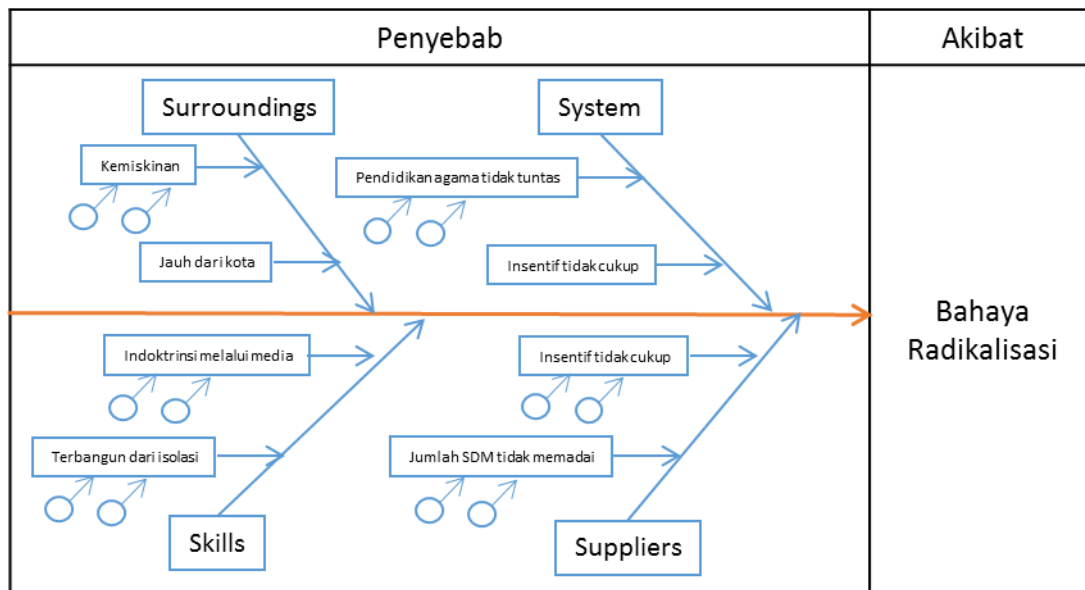 Penyebab
Akibat
Surroundings
System
Kemiskinan
Pendidikan agama tidak tuntas
Jauh dari kota
Insentif tidak cukup
Bahaya
Radikalisasi
Indoktrinsi melalui media
Insentif tidak cukup
Terbangun dari isolasi
Jumlah SDM tidak memadai
Skills
Suppliers